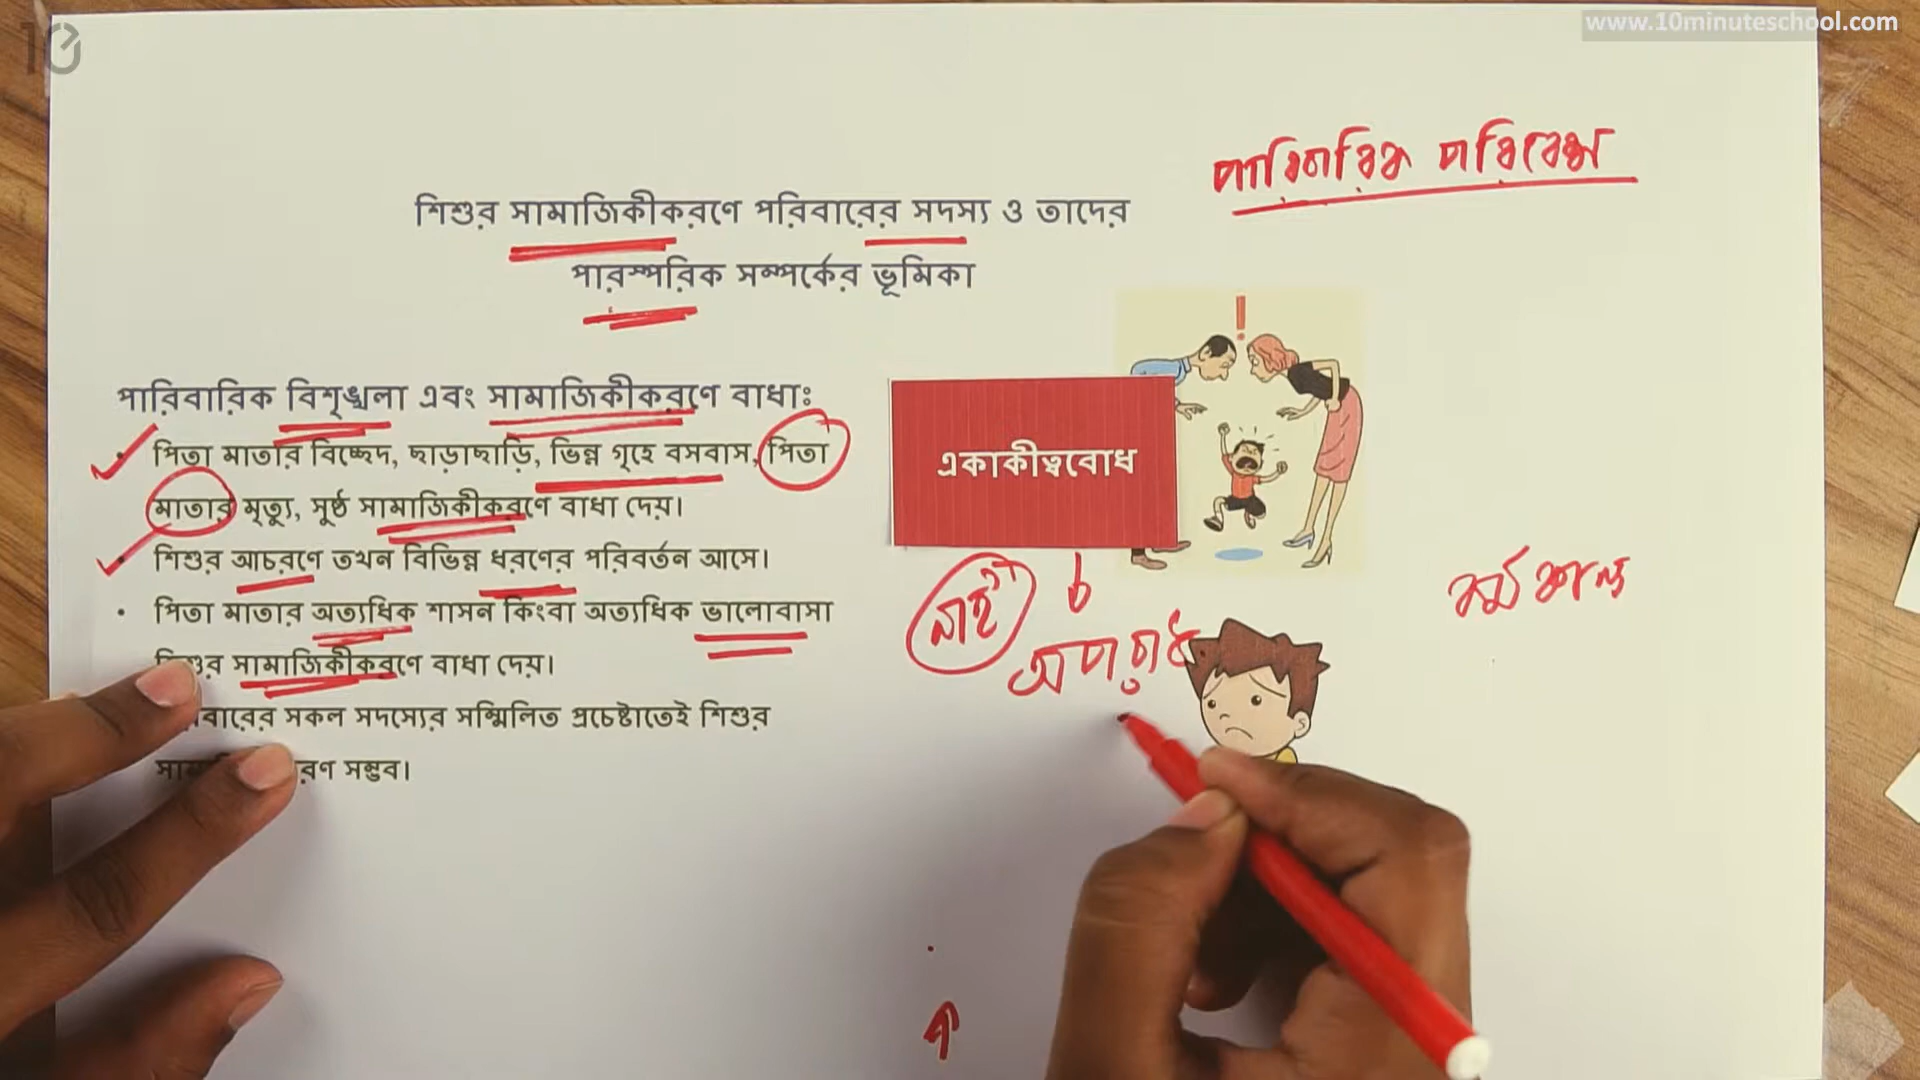 10
www.10minuteschool.com
পারিবারিক পরিবেশ
শিশুর সামাজিকীকরণে পরিবারের সদস্য ও তাদের
পারস্পরিক সম্পর্কের ভূমিকা
পারিবারিক বিশৃঙ্খলা এবং সামাজিকীকরণে বাধাঃ
• পিতা মাতার বিচ্ছেদ, ছাড়াছাড়ি, ভিন্ন গৃহে বসবাস, পিতা
মাতার মৃত্যু, সুষ্ঠ সামাজিকীকরণে বাধা দেয়।
• শিশুর আচরণে তখন বিভিন্ন ধরণের পরিবর্তন আসে।
• পিতা মাতার অত্যধিক শাসন কিংবা অত্যধিক ভালোবাসা
শুর সামাজিকীকরণে বাধা দেয়।
বারের সকল সদস্যের সম্মিলিত প্রচেষ্টাতেই শিশুর
সা রণ সম্ভব।
একাকীত্ববোধ
নাই
অপরাধ